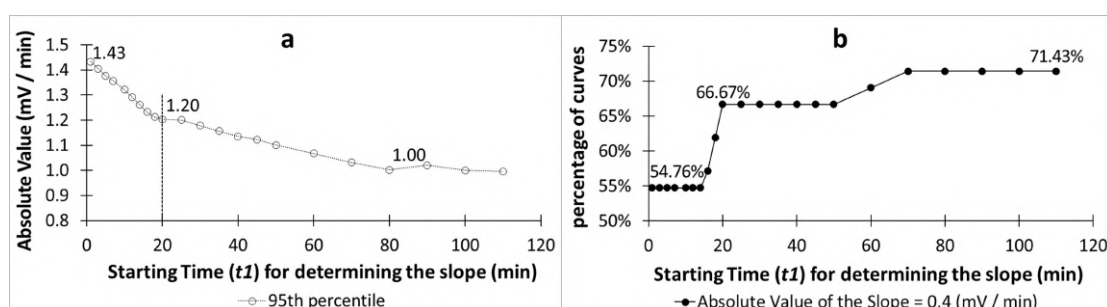 a
Absolute Value (mV / min)
1.5
1.4
1.3
1.2
1.1
1.0
0.9
0.8
1.43
1.20
1.00
0 20 40 60 80 100 120
Starting Time (t1) for determining the slope (min)
95th percentile
b
percentage of curves
75%
70%
65%
60%
55%
50%
54.76%
66.67%
71.43%
0 20 40 60 80 100 120
Starting Time (t1) for determining the slope (min)
Absolute Value of the Slope = 0.4 (mV / min)